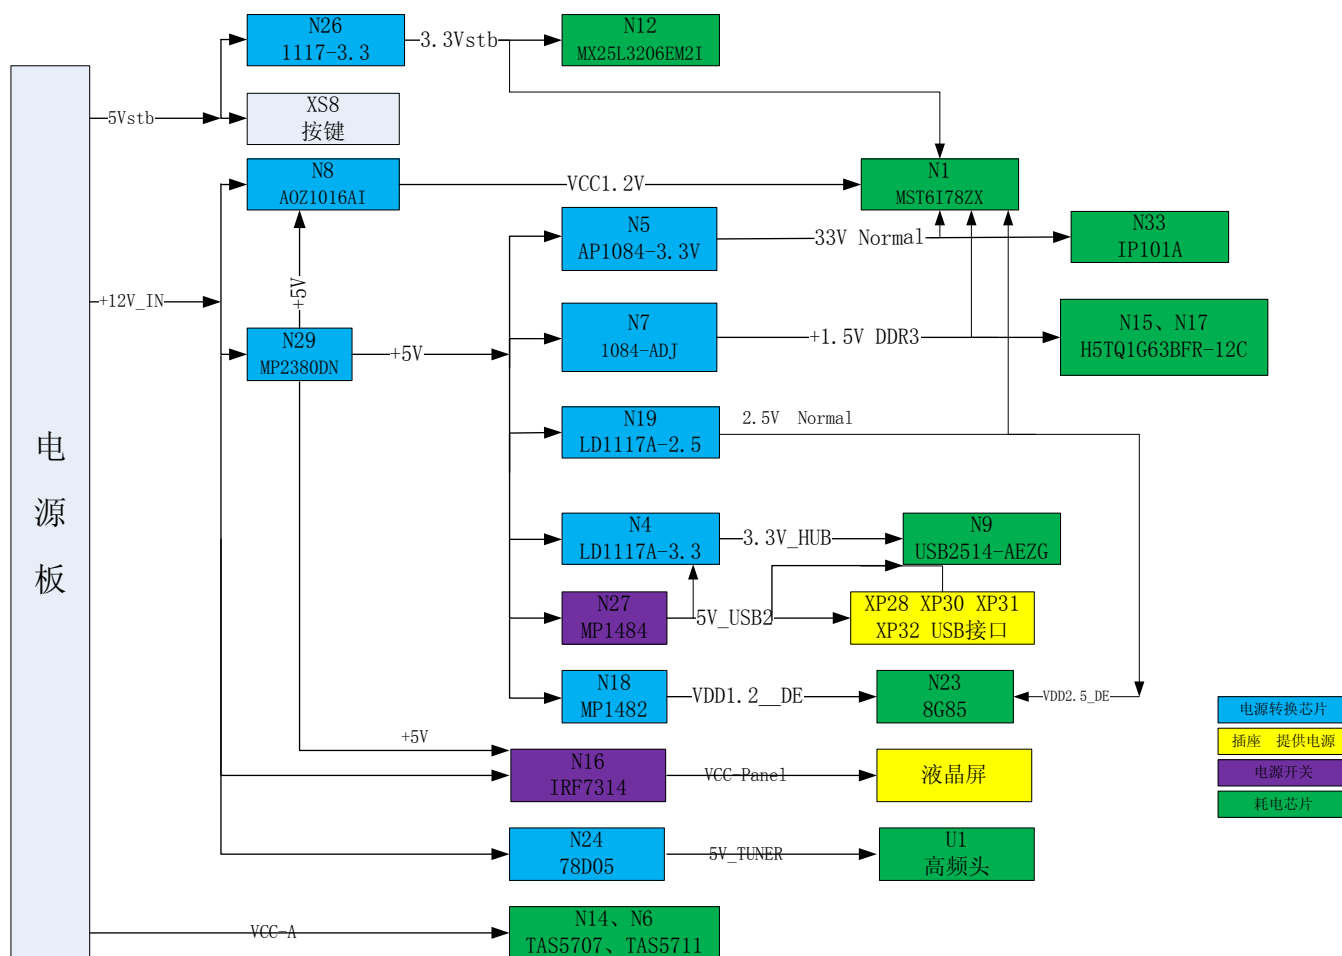 N26
1117-3.3
3.3Vstb
N12
MX25L3206EM2I
5Vstb
XS8
按键
N8
AOZ1016AI
VCC1.2V
N1
MST6I78ZX
N5
AP1084-3.3V
33V Normal
N33
IP101A
+12V_IN
+5V
N29
MP2380DN
+5V
N7
1084-ADJ
+1.5V DDR3
N15、N17
H5TQ1G63BFR-12C
N19
LD1117A-2.5
2.5V Normal
电
源
板
N4
LD1117A-3.3
3.3V_HUB
N9
USB2514-AEZG
N27
MP1484
5V_USB2
XP28 XP30 XP31
XP32 USB接口
N18
MP1482
VDD1.2__DE
N23
8G85
VDD2.5_DE
+5V
N16
IRF7314
VCC-Panel
液晶屏
N24
78D05
5V_TUNER
U1
高频头
VCC-A
N14、N6
TAS5707、TAS5711
电源转换芯片
插座 提供电源
电源开关
耗电芯片